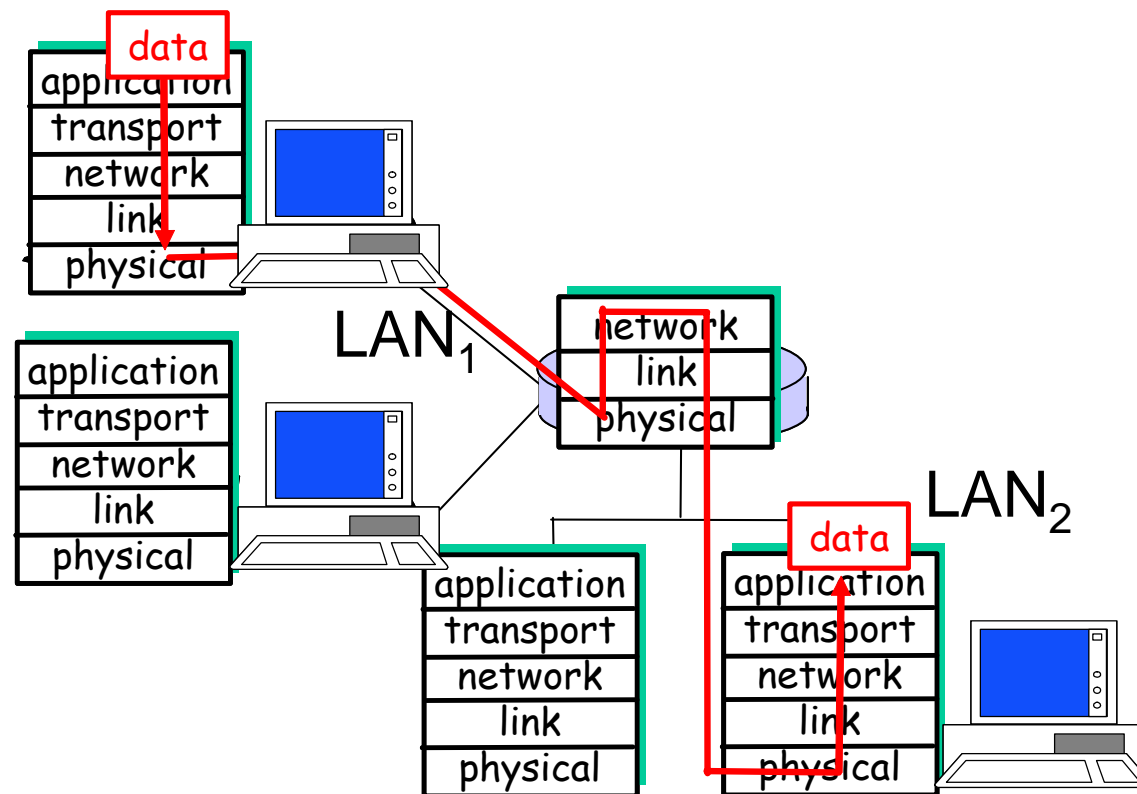 data
application
transport
network
link
physical
LAN1
network
link
physical
application
transport
network
link
physical
LAN2
data
application
transport
network
link
physical
application
transport
network
link
physical